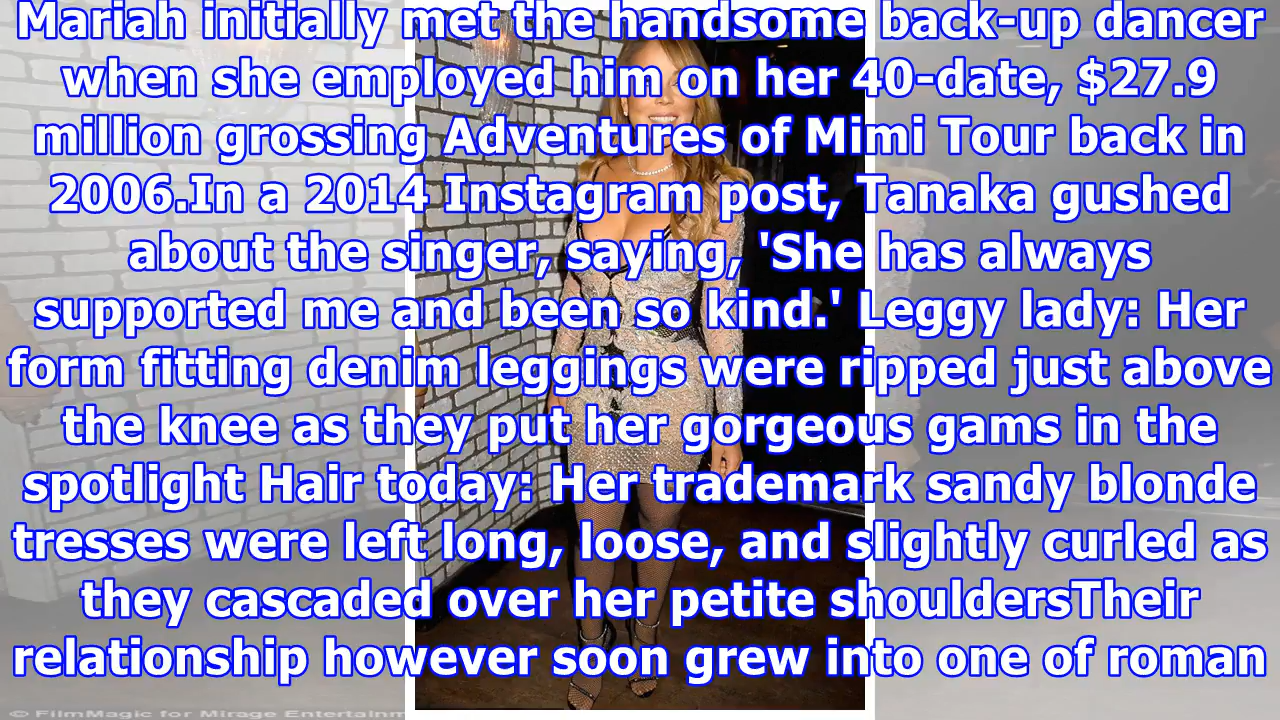 Mariah initially met the handsome back-up dancer
when she employed him on her 40-date, $27.9
million grossing Adventures of Mimi Tour back in
2006.In a 2014 Instagram post, Tanaka gushed
about the singer, saying, 'She has always
supported me and been so kind.' Leggy lady: Her
form fitting denim leggings were ripped just above
the knee as they put her gorgeous gams in the
spotlight Hair today: Her trademark sandy blonde
tresses were left long, loose, and slightly curled as
they cascaded over her petite shouldersTheir
relationship however soon grew into one of roman
© FilmMagic for Mirage Entertainm